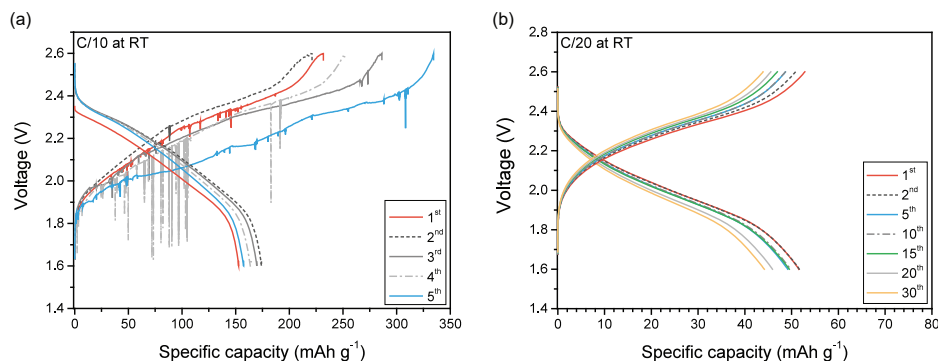 (a)
C/10 at RT
Voltage (V)
2.6
2.4
2.2
2.0
1.8
1.6
1.4
0 50 100 150 200 250 300 350
Specific capacity (mAh g⁻¹)
1ˢᵗ
2ⁿᵈ
3ʳᵈ
4ᵗʰ
5ᵗʰ
(b)
C/20 at RT
Voltage (V)
2.8
2.6
2.4
2.2
2.0
1.8
1.6
1.4
0 10 20 30 40 50 60 70 80
Specific capacity (mAh g⁻¹)
1ˢᵗ
2ⁿᵈ
5ᵗʰ
10ᵗʰ
15ᵗʰ
20ᵗʰ
30ᵗʰ